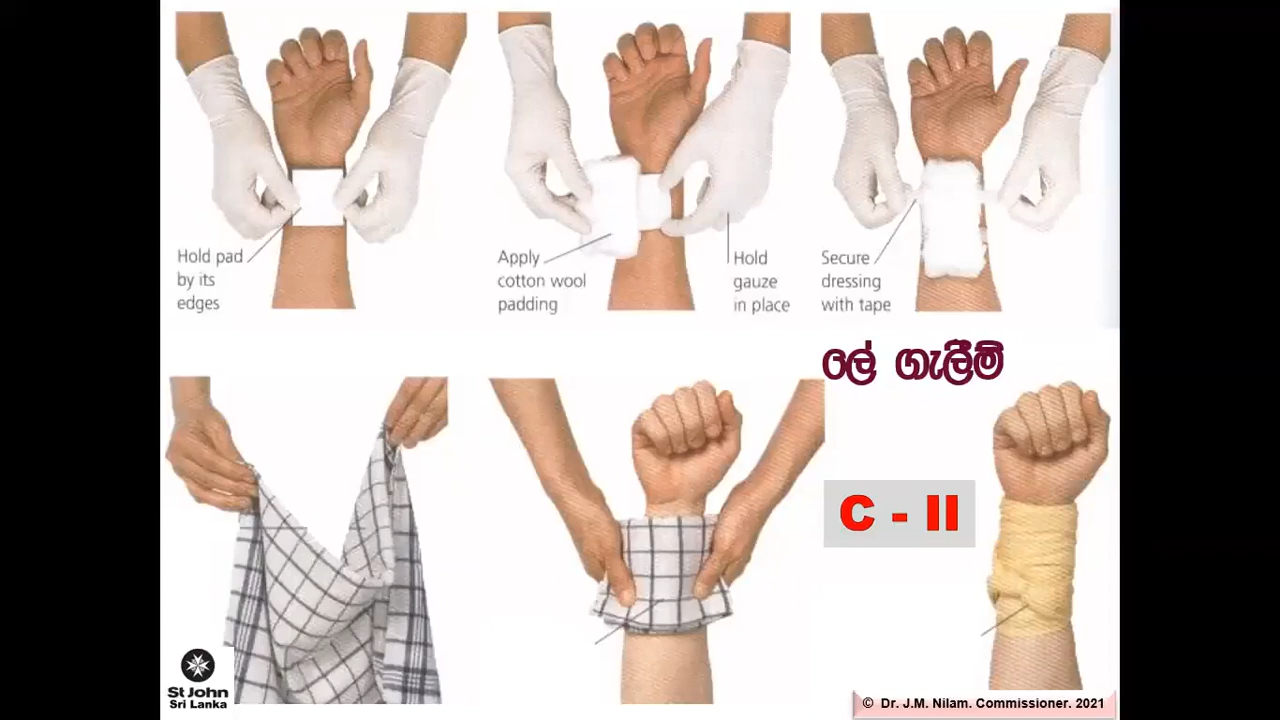 Hold pad
by its
edges
Apply
cotton wool
padding
Hold
gauze
in place
Secure
dressing
with tape
ලේ ගැලීම්
C - II
St John
Sri Lanka
© Dr. J.M. Nilam. Commissioner. 2021